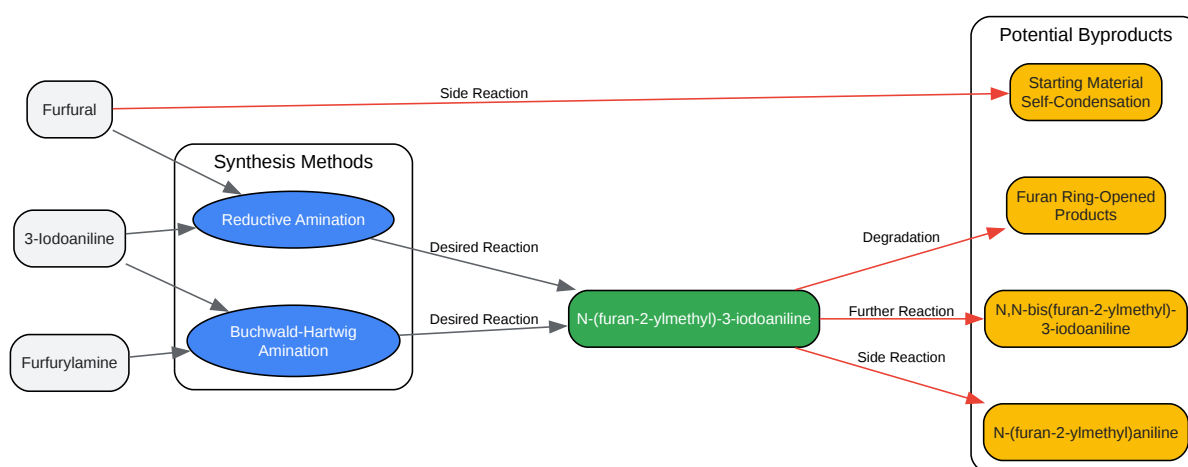 Potential Byproducts
Starting Material
Self-Condensation
Side Reaction
Furfural
Synthesis Methods
Furan Ring-Opened
Products
Reductive Amination
3-Iodoaniline
Degradation
Desired Reaction
N-(furan-2-ylmethyl)-3-iodoaniline
Further Reaction
N,N-bis(furan-2-ylmethyl)-
3-iodoaniline
Desired Reaction
Buchwald-Hartwig
Amination
Furfurylamine
Side Reaction
N-(furan-2-ylmethyl)aniline